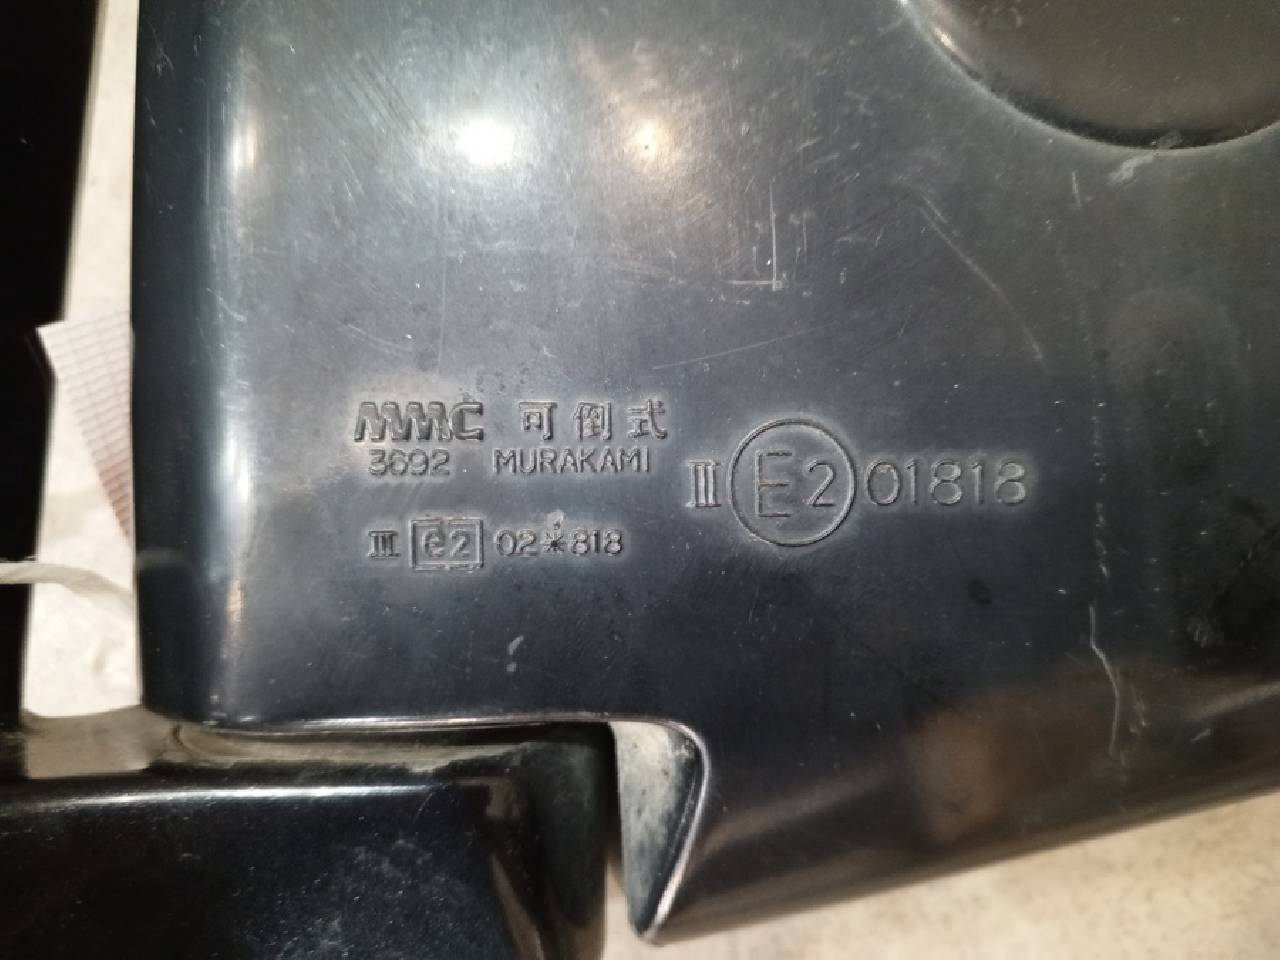 MMC 可倒式
3692 MURAKAMI
III E2 01818
III e2 02*818